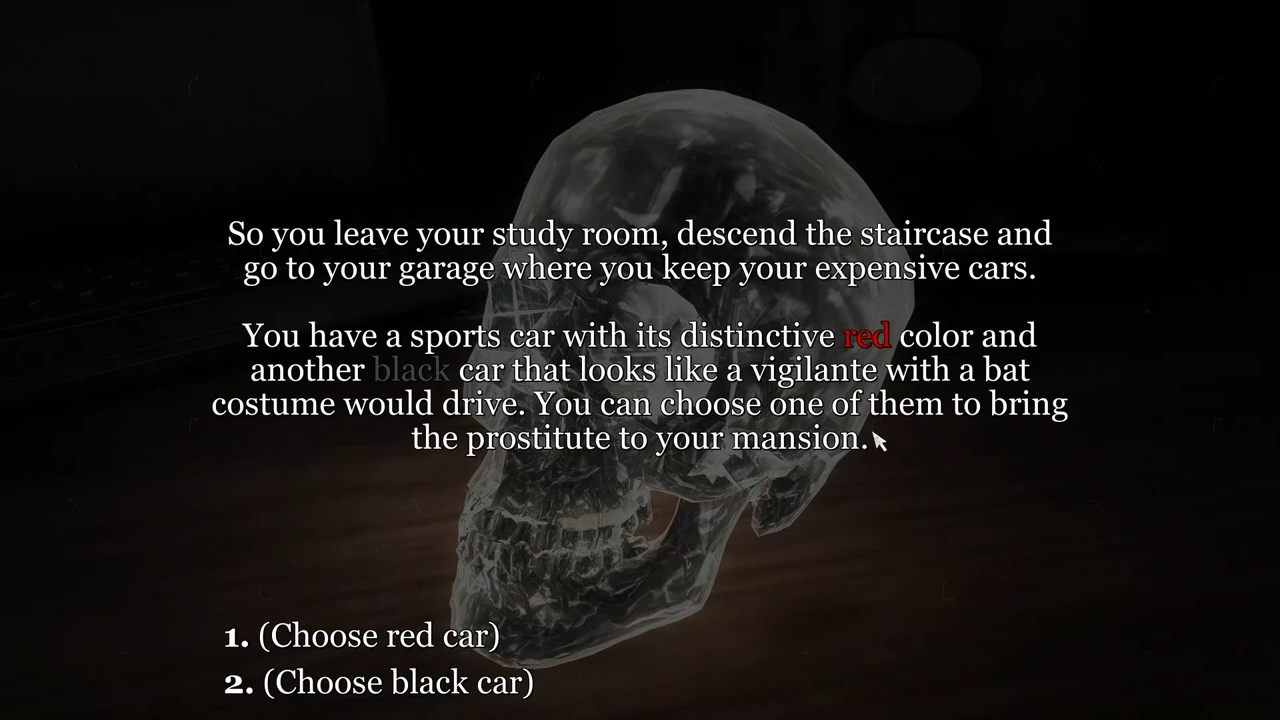 So you leave your study room, descend the staircase and
go to your garage where you keep your expensive cars.
You have a sports car with its distinctive red color and
another black car that looks like a vigilante with a bat
costume would drive. You can choose one of them to bring
the prostitute to your mansion.
1. (Choose red car)
2. (Choose black car)